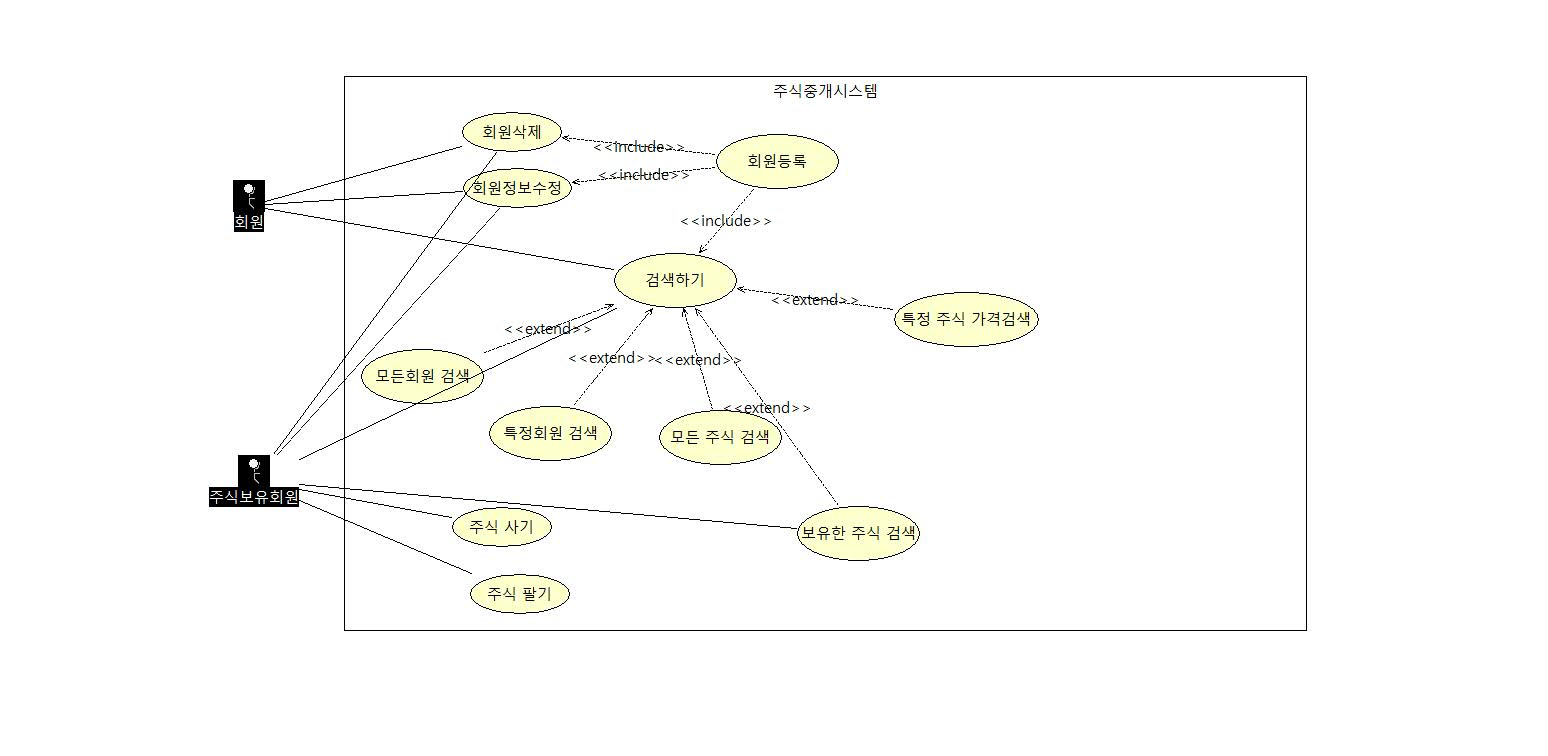 주식중개시스템
회원삭제
<<include>>
회원등록
<<include>>
회원정보수정
회원
<<include>>
검색하기
<<extend>>
특정 주식 가격검색
<<extend>>
<<extend>>
<<extend>>
모든회원 검색
<<extend>>
특정회원 검색
모든 주식 검색
주식보유회원
주식 사기
보유한 주식 검색
주식 팔기